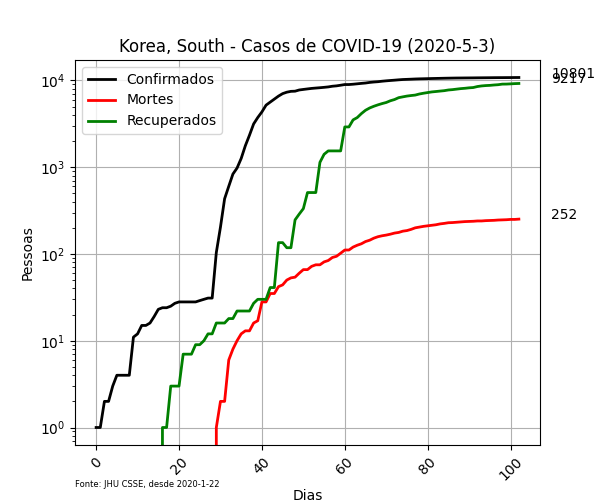 Korea, South - Casos de COVID-19 (2020-5-3)
Confirmados
Mortes
Recuperados
10801
9217
252
Pessoas
10⁴
10³
10²
10¹
10⁰
0
20
40
60
80
100
Fonte: JHU CSSE, desde 2020-1-22
Dias